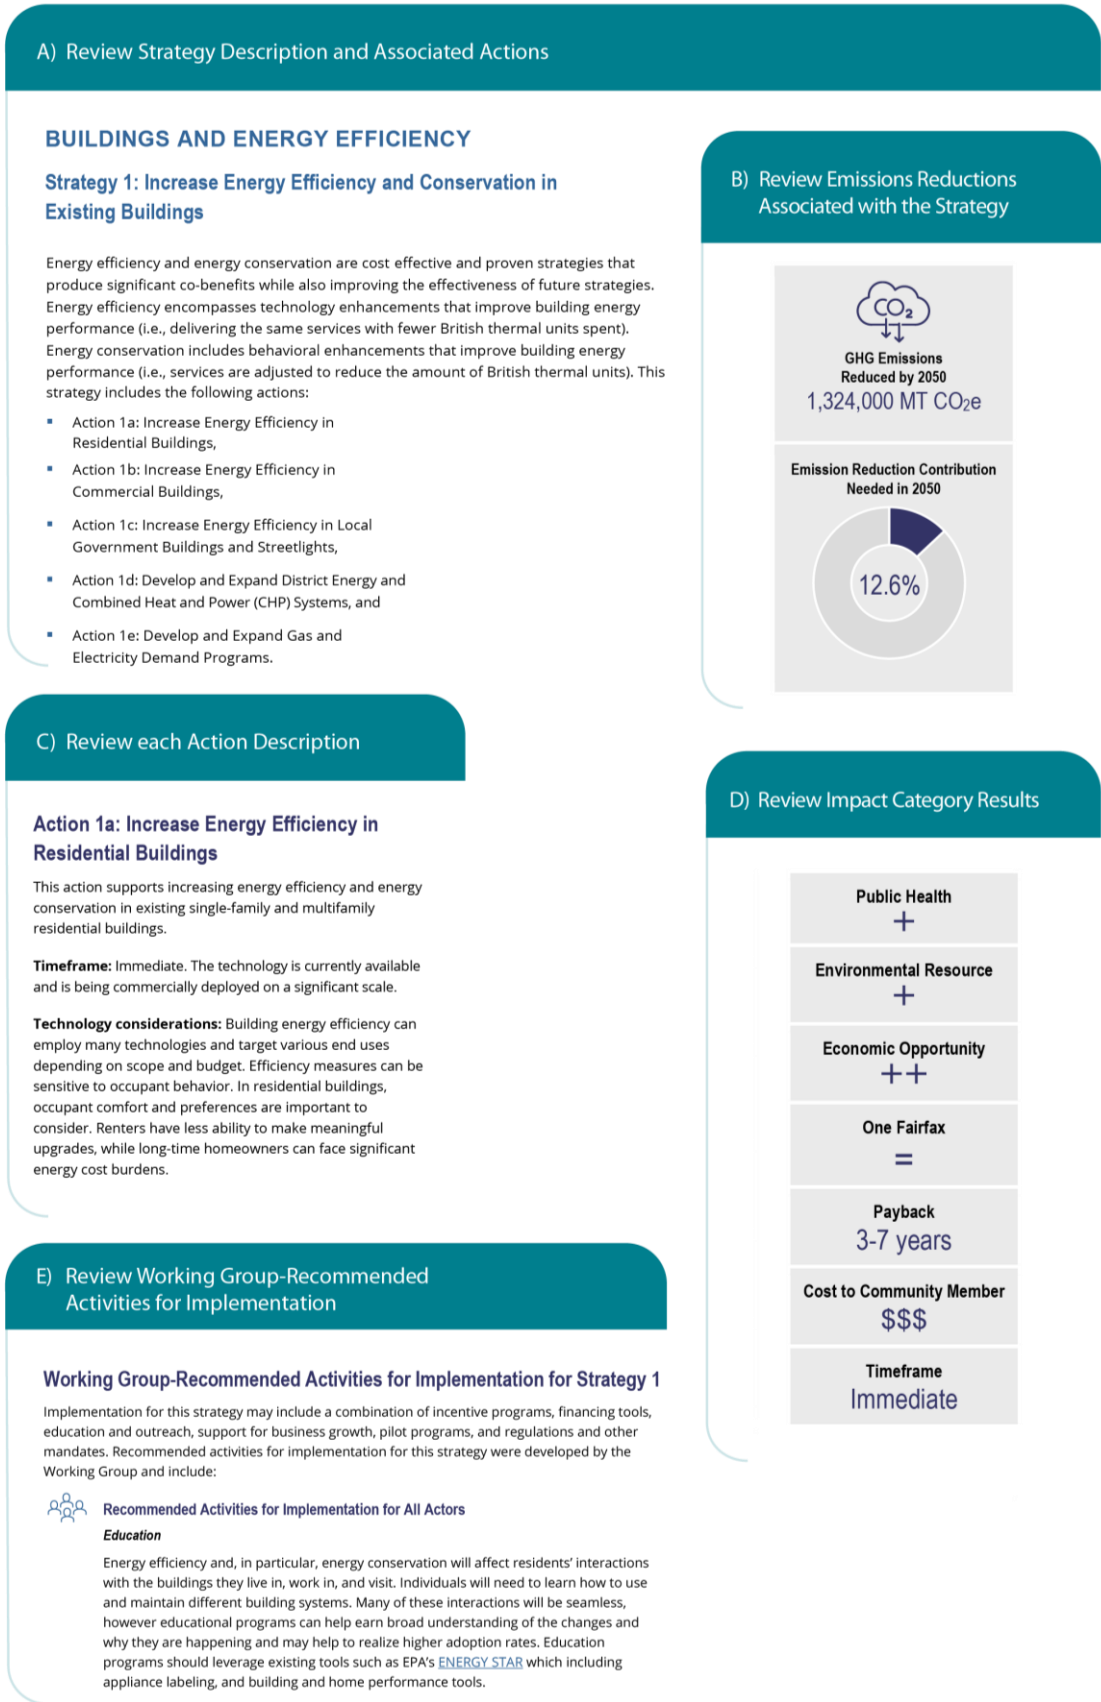 A) Review Strategy Description and Associated Actions
BUILDINGS AND ENERGY EFFICIENCY
Strategy 1: Increase Energy Efficiency and Conservation in
Existing Buildings
Energy efficiency and energy conservation are cost effective and proven strategies that
produce significant co-benefits while also improving the effectiveness of future strategies.
Energy efficiency encompasses technology enhancements that improve building energy
performance (i.e., delivering the same services with fewer British thermal units spent).
Energy conservation includes behavioral enhancements that improve building energy
performance (i.e., services are adjusted to reduce the amount of British thermal units). This
strategy includes the following actions:
▪ Action 1a: Increase Energy Efficiency in
Residential Buildings,
▪ Action 1b: Increase Energy Efficiency in
Commercial Buildings,
▪ Action 1c: Increase Energy Efficiency in Local
Government Buildings and Streetlights,
▪ Action 1d: Develop and Expand District Energy and
Combined Heat and Power (CHP) Systems, and
▪ Action 1e: Develop and Expand Gas and
Electricity Demand Programs.
B) Review Emissions Reductions
Associated with the Strategy
CO₂
GHG Emissions
Reduced by 2050
1,324,000 MT CO₂e
Emission Reduction Contribution
Needed in 2050
12.6%
C) Review each Action Description
Action 1a: Increase Energy Efficiency in
Residential Buildings
This action supports increasing energy efficiency and energy
conservation in existing single-family and multifamily
residential buildings.
Timeframe: Immediate. The technology is currently available
and is being commercially deployed on a significant scale.
Technology considerations: Building energy efficiency can
employ many technologies and target various end uses
depending on scope and budget. Efficiency measures can be
sensitive to occupant behavior. In residential buildings,
occupant comfort and preferences are important to
consider. Renters have less ability to make meaningful
upgrades, while long-time homeowners can face significant
energy cost burdens.
D) Review Impact Category Results
Public Health
+
Environmental Resource
+
Economic Opportunity
++
One Fairfax
=
Payback
3-7 years
Cost to Community Member
$$$
Timeframe
Immediate
E) Review Working Group-Recommended
Activities for Implementation
Working Group-Recommended Activities for Implementation for Strategy 1
Implementation for this strategy may include a combination of incentive programs, financing tools,
education and outreach, support for business growth, pilot programs, and regulations and other
mandates. Recommended activities for implementation for this strategy were developed by the
Working Group and include:
Recommended Activities for Implementation for All Actors
Education
Energy efficiency and, in particular, energy conservation will affect residents' interactions
with the buildings they live in, work in, and visit. Individuals will need to learn how to use
and maintain different building systems. Many of these interactions will be seamless,
however educational programs can help earn broad understanding of the changes and
why they are happening and may help to realize higher adoption rates. Education
programs should leverage existing tools such as EPA's ENERGY STAR which including
appliance labeling, and building and home performance tools.